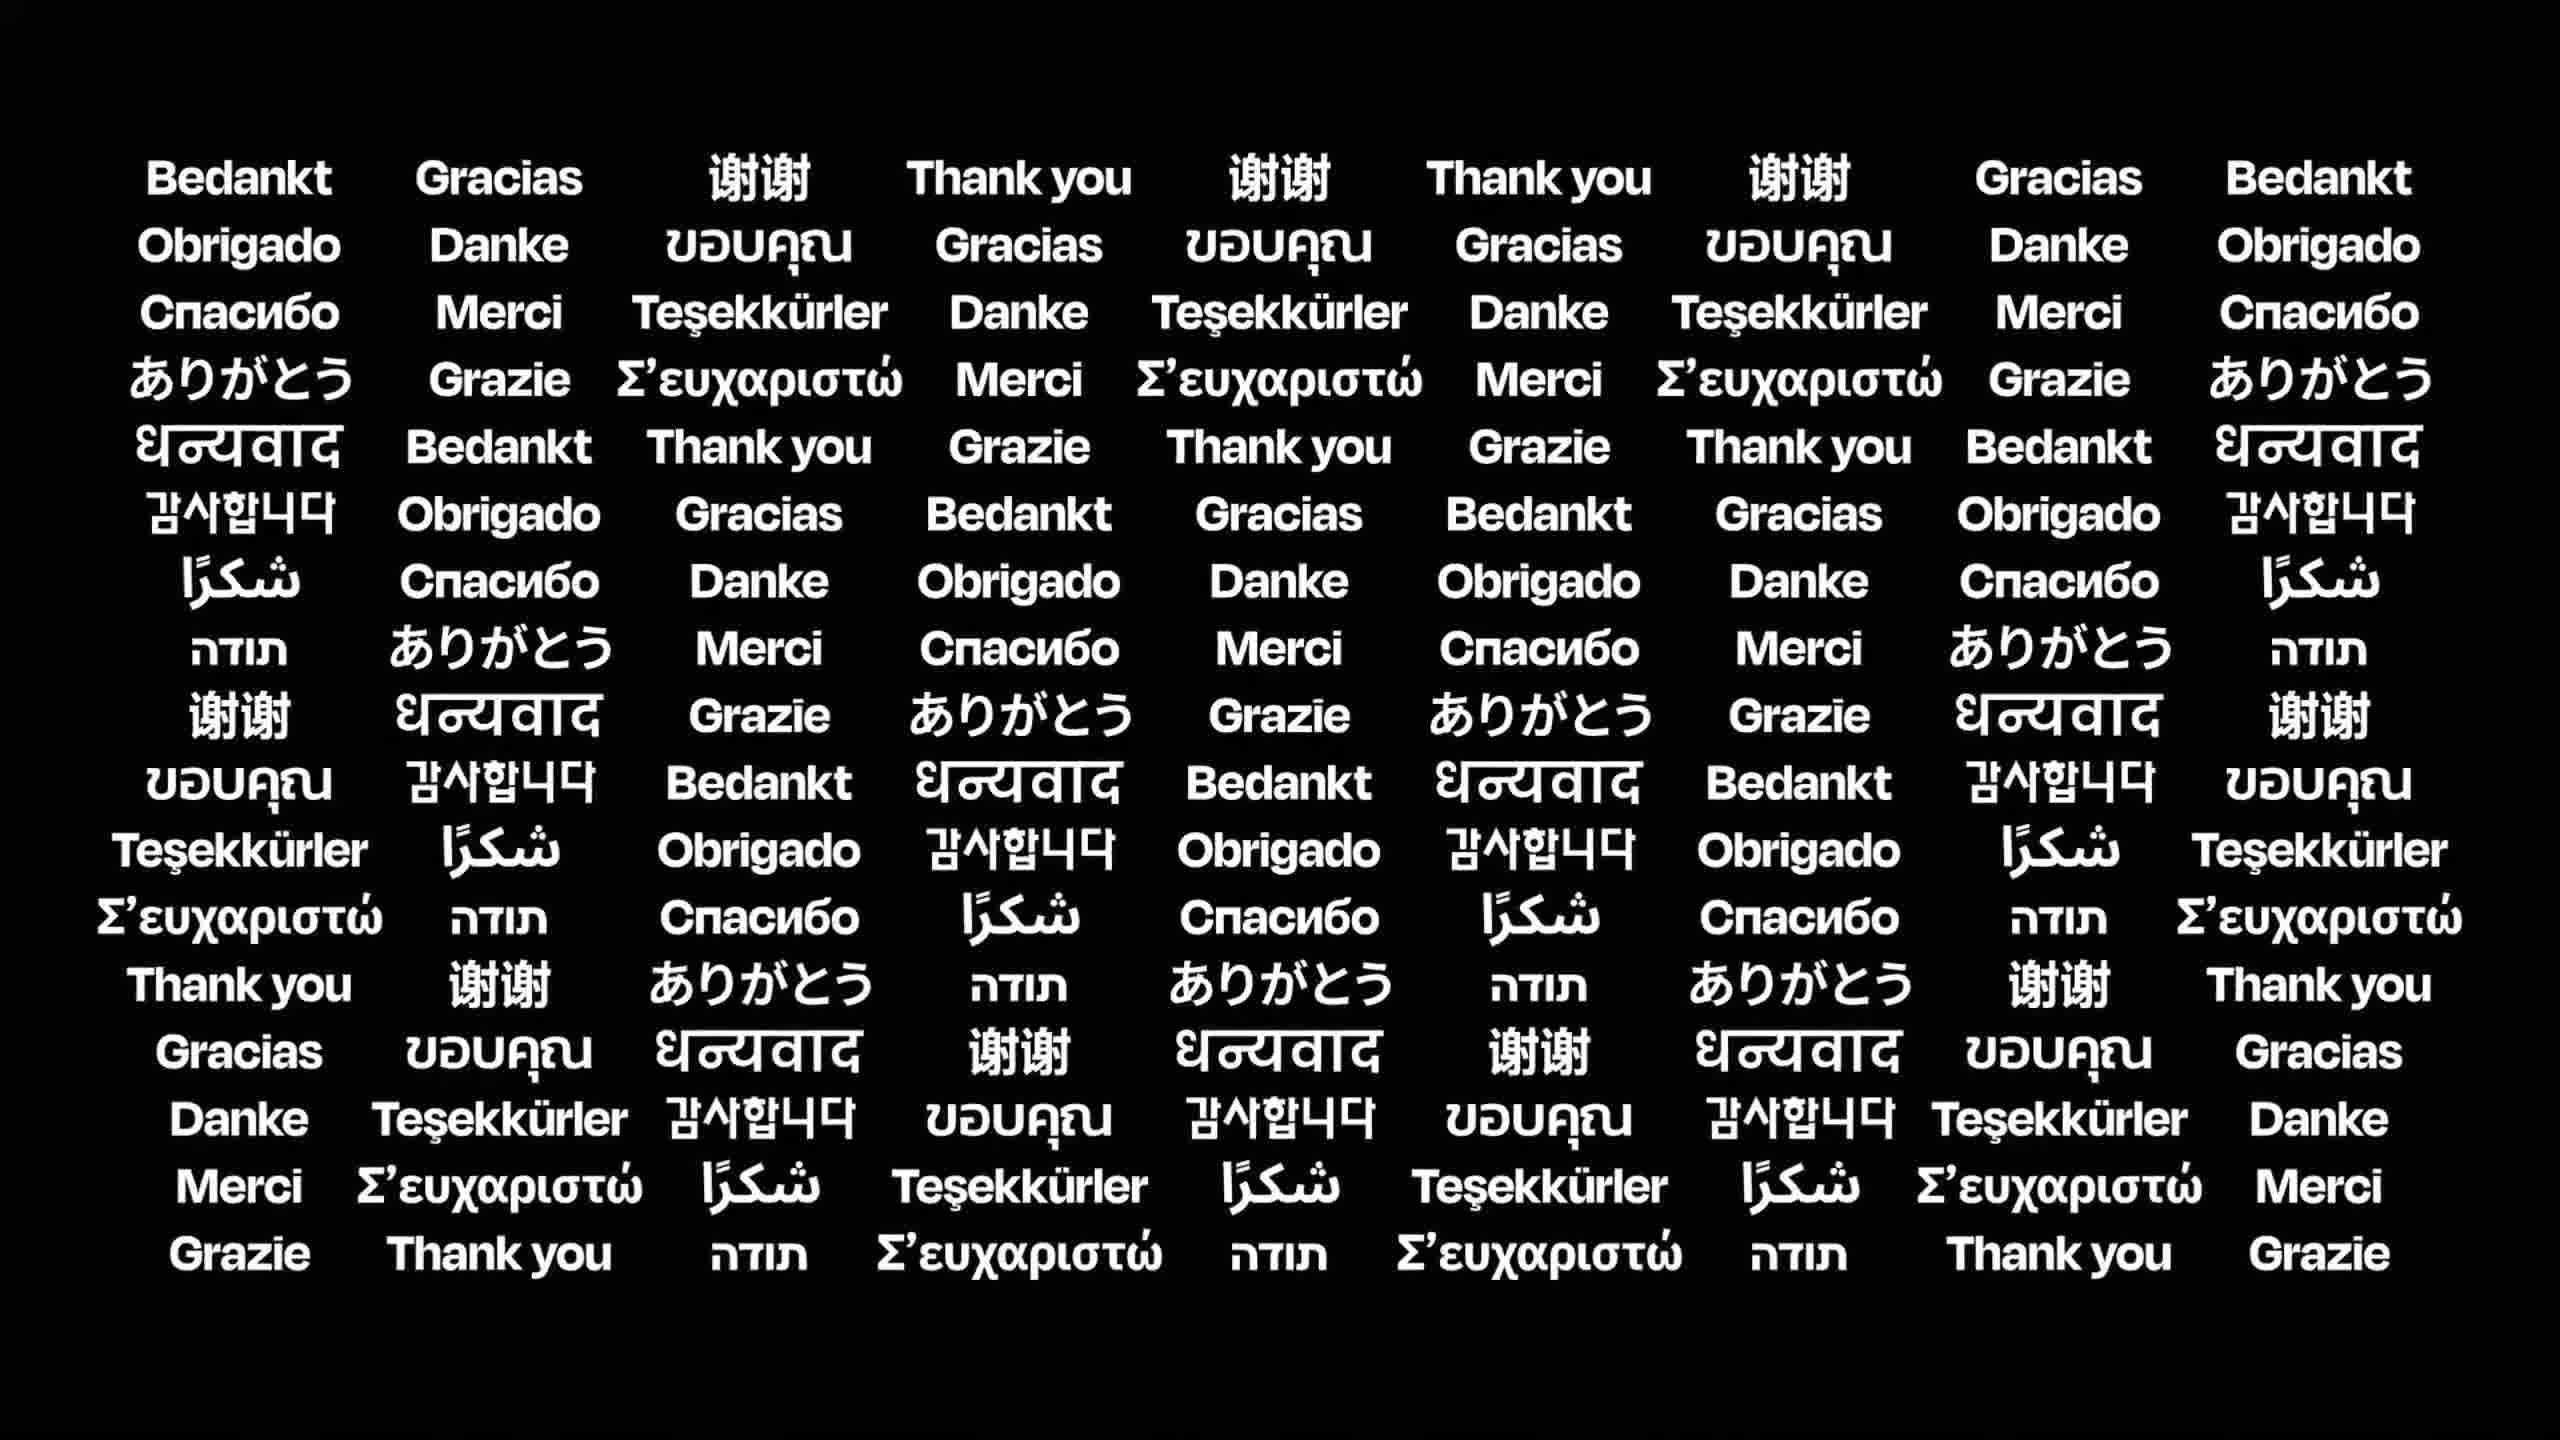 Bedankt Gracias 谢谢 Thank you 谢谢 Thank you 谢谢 Gracias Bedankt
Obrigado Danke ขอบคุณ Gracias ขอบคุณ Gracias ขอบคุณ Danke Obrigado
Спасибо Merci Teşekkürler Danke Teşekkürler Danke Teşekkürler Merci Спасибо
ありがとう Grazie Σ’ευχαριστώ Merci Σ’ευχαριστώ Merci Σ’ευχαριστώ Grazie ありがとう
धन्यवाद Bedankt Thank you Grazie Thank you Grazie Thank you Bedankt धन्यवाद
감사합니다 Obrigado Gracias Bedankt Gracias Bedankt Gracias Obrigado 감사합니다
شكرًا Спасибо Danke Obrigado Danke Obrigado Danke Спасибо شكرًا
תודה ありがとう Merci Спасибо Merci Спасибо Merci ありがとう תודה
谢谢 धन्यवाद Grazie ありがとう Grazie ありがとう Grazie धन्यवाद 谢谢
ขอบคุณ 감사합니다 Bedankt धन्यवाद Bedankt धन्यवाद Bedankt 감사합니다 ขอบคุณ
Teşekkürler شكرًا Obrigado 감사합니다 Obrigado 감사합니다 Obrigado شكرًا Teşekkürler
Σ’ευχαριστώ תודה Спасибо شكرًا Спасибо شكرًا Спасибо תודה Σ’ευχαριστώ
Thank you 谢谢 ありがとう תודה ありがとう תודה ありがとう 谢谢 Thank you
Gracias ขอบคุณ धन्यवाद 谢谢 धन्यवाद 谢谢 धन्यवाद ขอบคุณ Gracias
Danke Teşekkürler 감사합니다 ขอบคุณ 감사합니다 ขอบคุณ 감사합니다 Teşekkürler Danke
Merci Σ’ευχαριστώ شكرًا Teşekkürler شكرًا Teşekkürler شكرًا Σ’ευχαριστώ Merci
Grazie Thank you תודה Σ’ευχαριστώ תודה Σ’ευχαριστώ תודה Thank you Grazie